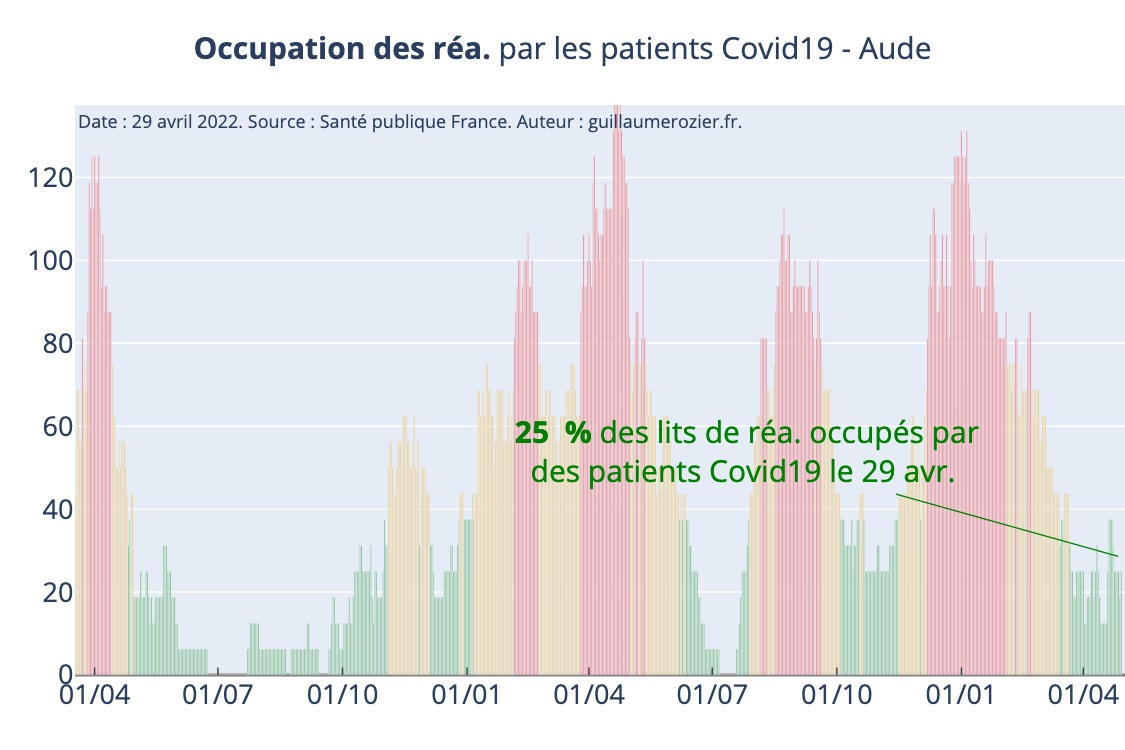 Occupation des réa. par les patients Covid19 - Aude
Date : 29 avril 2022. Source : Santé publique France. Auteur : guillaumerozier.fr.
120
100
80
60
40
20
0
25 % des lits de réa. occupés par
des patients Covid19 le 29 avr.
01/04 01/07 01/10 01/01 01/04 01/07 01/10 01/01 01/04